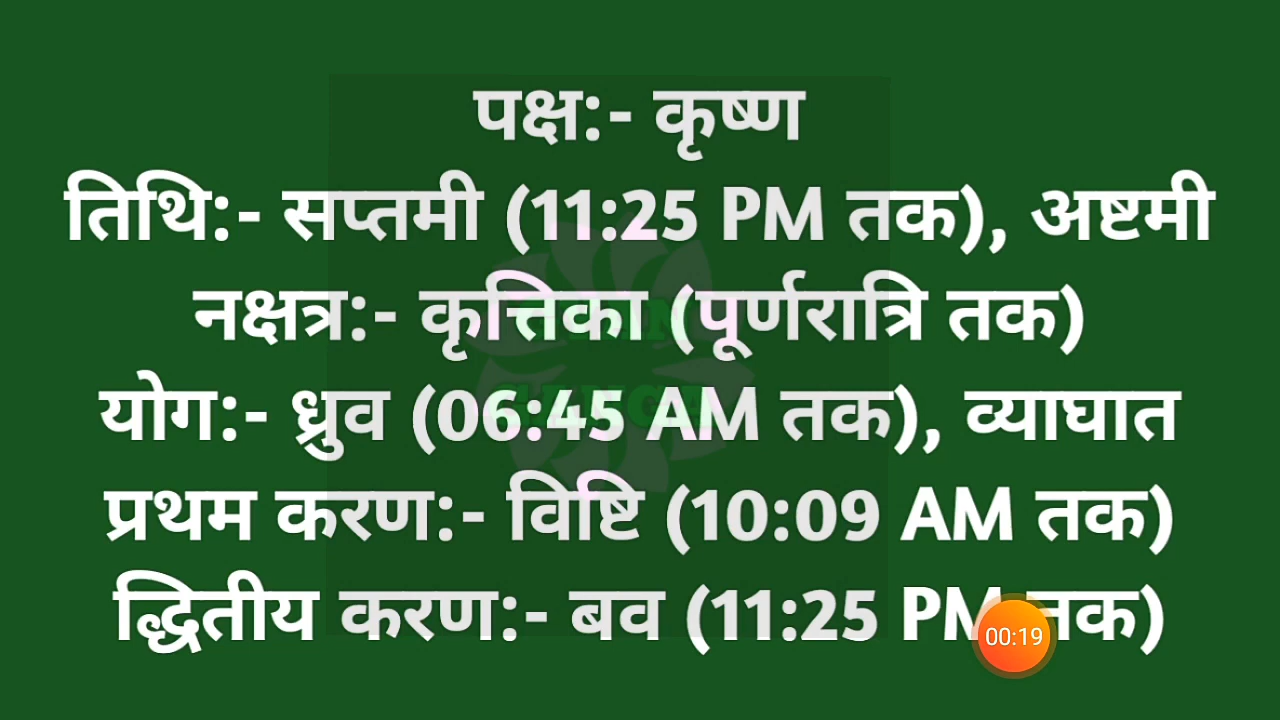 पक्ष:- कृष्ण
तिथि:- सप्तमी (11:25 PM तक), अष्टमी
नक्षत्र:- कृत्तिका (पूर्णरात्रि तक)
योग:- ध्रुव (06:45 AM तक), व्याघात
प्रथम करण:- विष्टि (10:09 AM तक)
द्धितीय करण:- बव (11:25 PM तक)
00:19